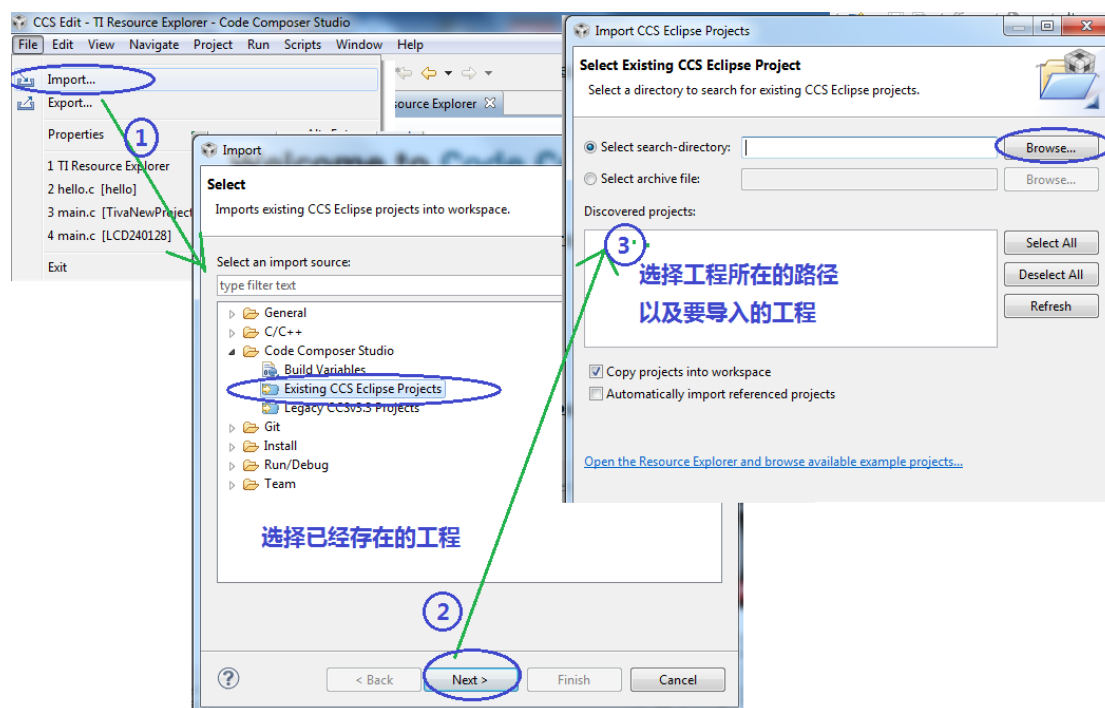 CCS Edit - TI Resource Explorer - Code Composer Studio
File Edit View Navigate Project Run Scripts Window Help
Import...
Export...
Properties
1 TI Resource Explorer
2 hello.c [hello]
3 main.c [TivaNewProject
4 main.c [LCD240128]
Exit
source Explorer
1
Import
Select
Imports existing CCS Eclipse projects into workspace.
Select an import source:
type filter text
General
C/C++
Code Composer Studio
Build Variables
Existing CCS Eclipse Projects
Legacy CCSv3.3 Projects
Git
Install
Run/Debug
Team
选择已经存在的工程
2
< Back Next > Finish Cancel
Import CCS Eclipse Projects
Select Existing CCS Eclipse Project
Select a directory to search for existing CCS Eclipse projects.
Select search-directory: Browse...
Select archive file: Browse...
Discovered projects:
3
选择工程所在的路径
以及要导入的工程
Select All
Deselect All
Refresh
Copy projects into workspace
Automatically import referenced projects
Open the Resource Explorer and browse available example projects...